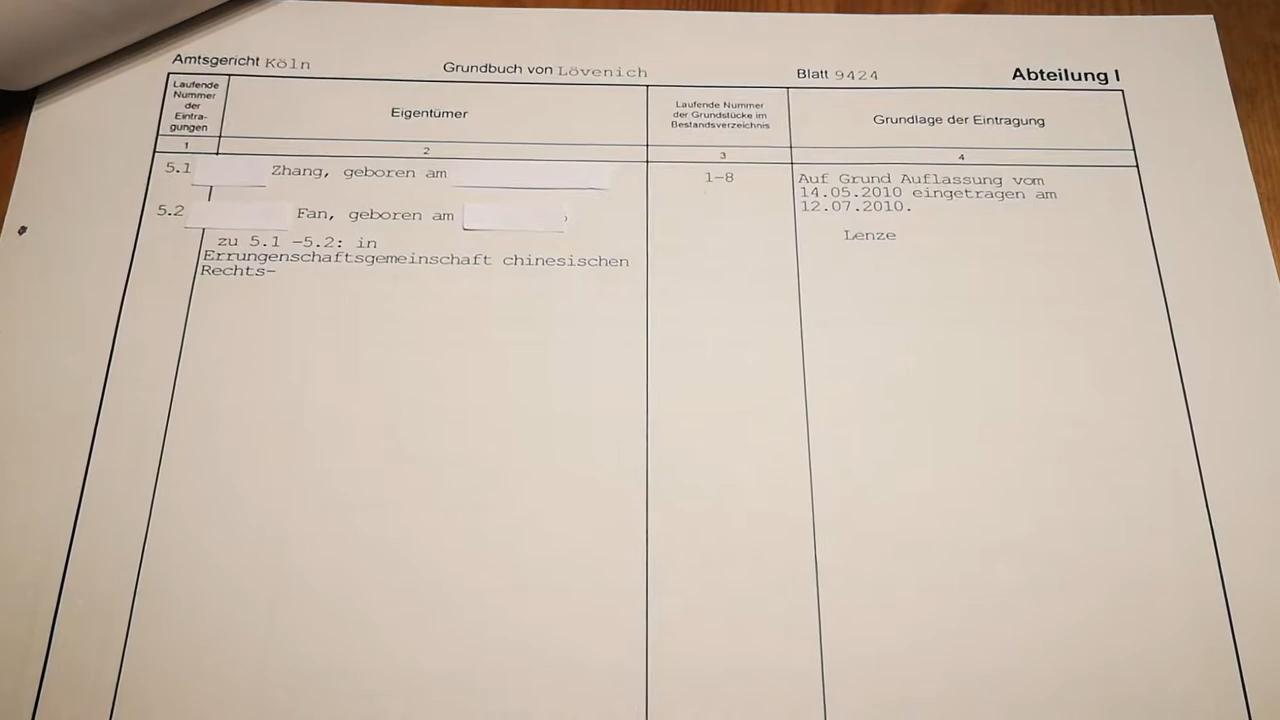 Amtsgericht Köln Grundbuch von Lövenich Blatt 9424 Abteilung I
Laufende
Nummer
der
Eintra-
gungen
Eigentümer
Laufende Nummer
der Grundstücke im
Bestandsverzeichnis
Grundlage der Eintragung
1 2 3 4
5.1 Zhang, geboren am
5.2 Fan, geboren am
zu 5.1 -5.2: in
Errungenschaftsgemeinschaft chinesischen
Rechts-
1-8
Auf Grund Auflassung vom
14.05.2010 eingetragen am
12.07.2010.
Lenze